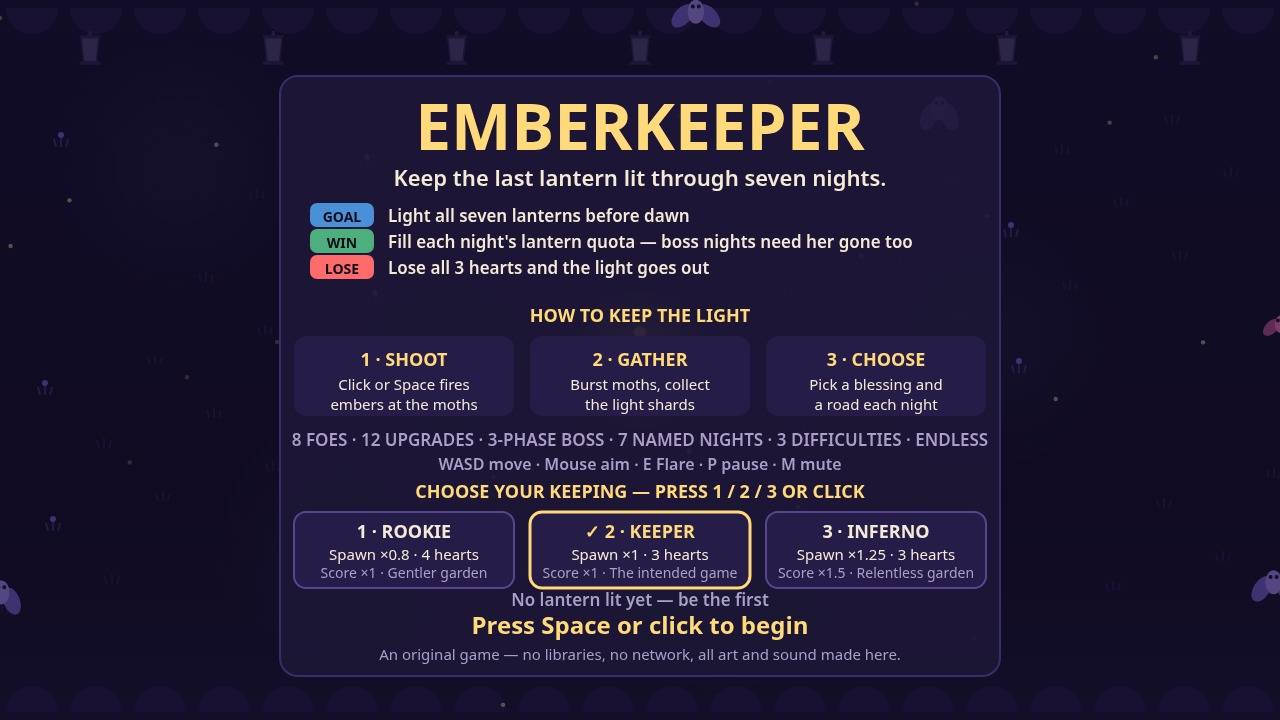 EMBERKEEPER
Keep the last lantern lit through seven nights.
GOAL Light all seven lanterns before dawn
WIN Fill each night's lantern quota — boss nights need her gone too
LOSE Lose all 3 hearts and the light goes out
HOW TO KEEP THE LIGHT
1 · SHOOT
Click or Space fires
embers at the moths
2 · GATHER
Burst moths, collect
the light shards
3 · CHOOSE
Pick a blessing and
a road each night
8 FOES · 12 UPGRADES · 3-PHASE BOSS · 7 NAMED NIGHTS · 3 DIFFICULTIES · ENDLESS
WASD move · Mouse aim · E Flare · P pause · M mute
CHOOSE YOUR KEEPING — PRESS 1 / 2 / 3 OR CLICK
1 · ROOKIE
Spawn ×0.8 · 4 hearts
Score ×1 · Gentler garden
✓ 2 · KEEPER
Spawn ×1 · 3 hearts
Score ×1 · The intended game
3 · INFERNO
Spawn ×1.25 · 3 hearts
Score ×1.5 · Relentless garden
No lantern lit yet — be the first
Press Space or click to begin
An original game — no libraries, no network, all art and sound made here.